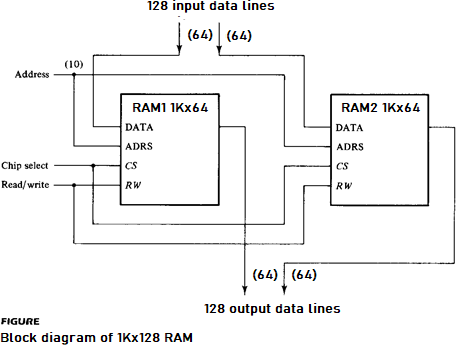 128 input data lines
(64) (64)
(10)
Address
RAM1 1Kx64
DATA
ADRS
CS
RW
RAM2 1Kx64
DATA
ADRS
CS
RW
Chip select
Read/write
(64) (64)
128 output data lines
FIGURE
Block diagram of 1Kx128 RAM